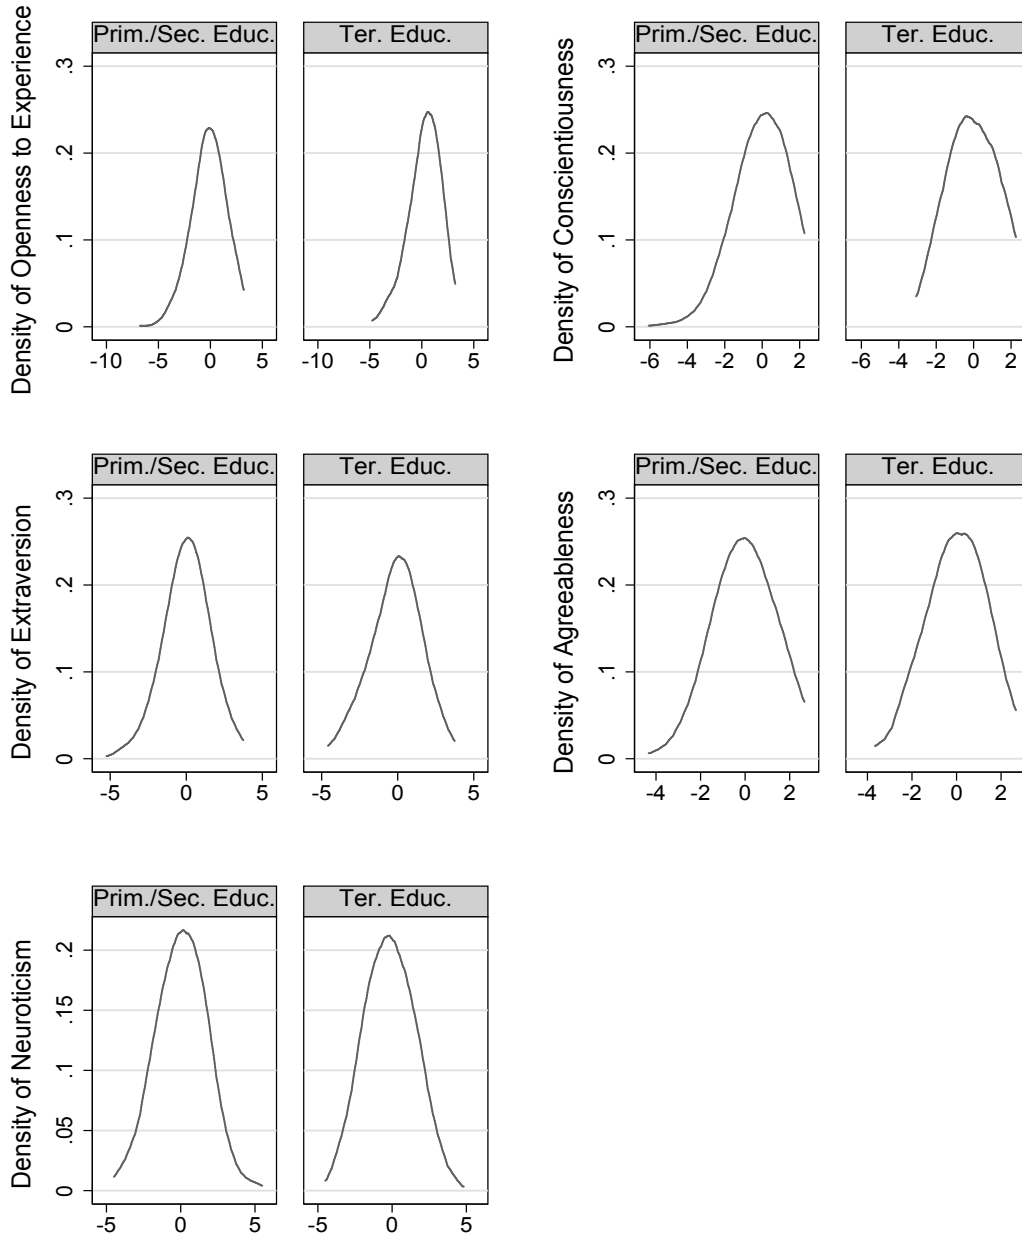 Density of Openness to Experience
Prim./Sec. Educ.
Ter. Educ.
.3
.2
.1
0
-10 -5 0 5
-10 -5 0 5
Density of Conscientiousness
Prim./Sec. Educ.
Ter. Educ.
.3
.2
.1
0
-6 -4 -2 0 2
-6 -4 -2 0 2
Density of Extraversion
Prim./Sec. Educ.
Ter. Educ.
.3
.2
.1
0
-5 0 5
-5 0 5
Density of Agreeableness
Prim./Sec. Educ.
Ter. Educ.
.3
.2
.1
0
-4 -2 0 2
-4 -2 0 2
Density of Neuroticism
Prim./Sec. Educ.
Ter. Educ.
.2
.15
.1
.05
0
-5 0 5
-5 0 5